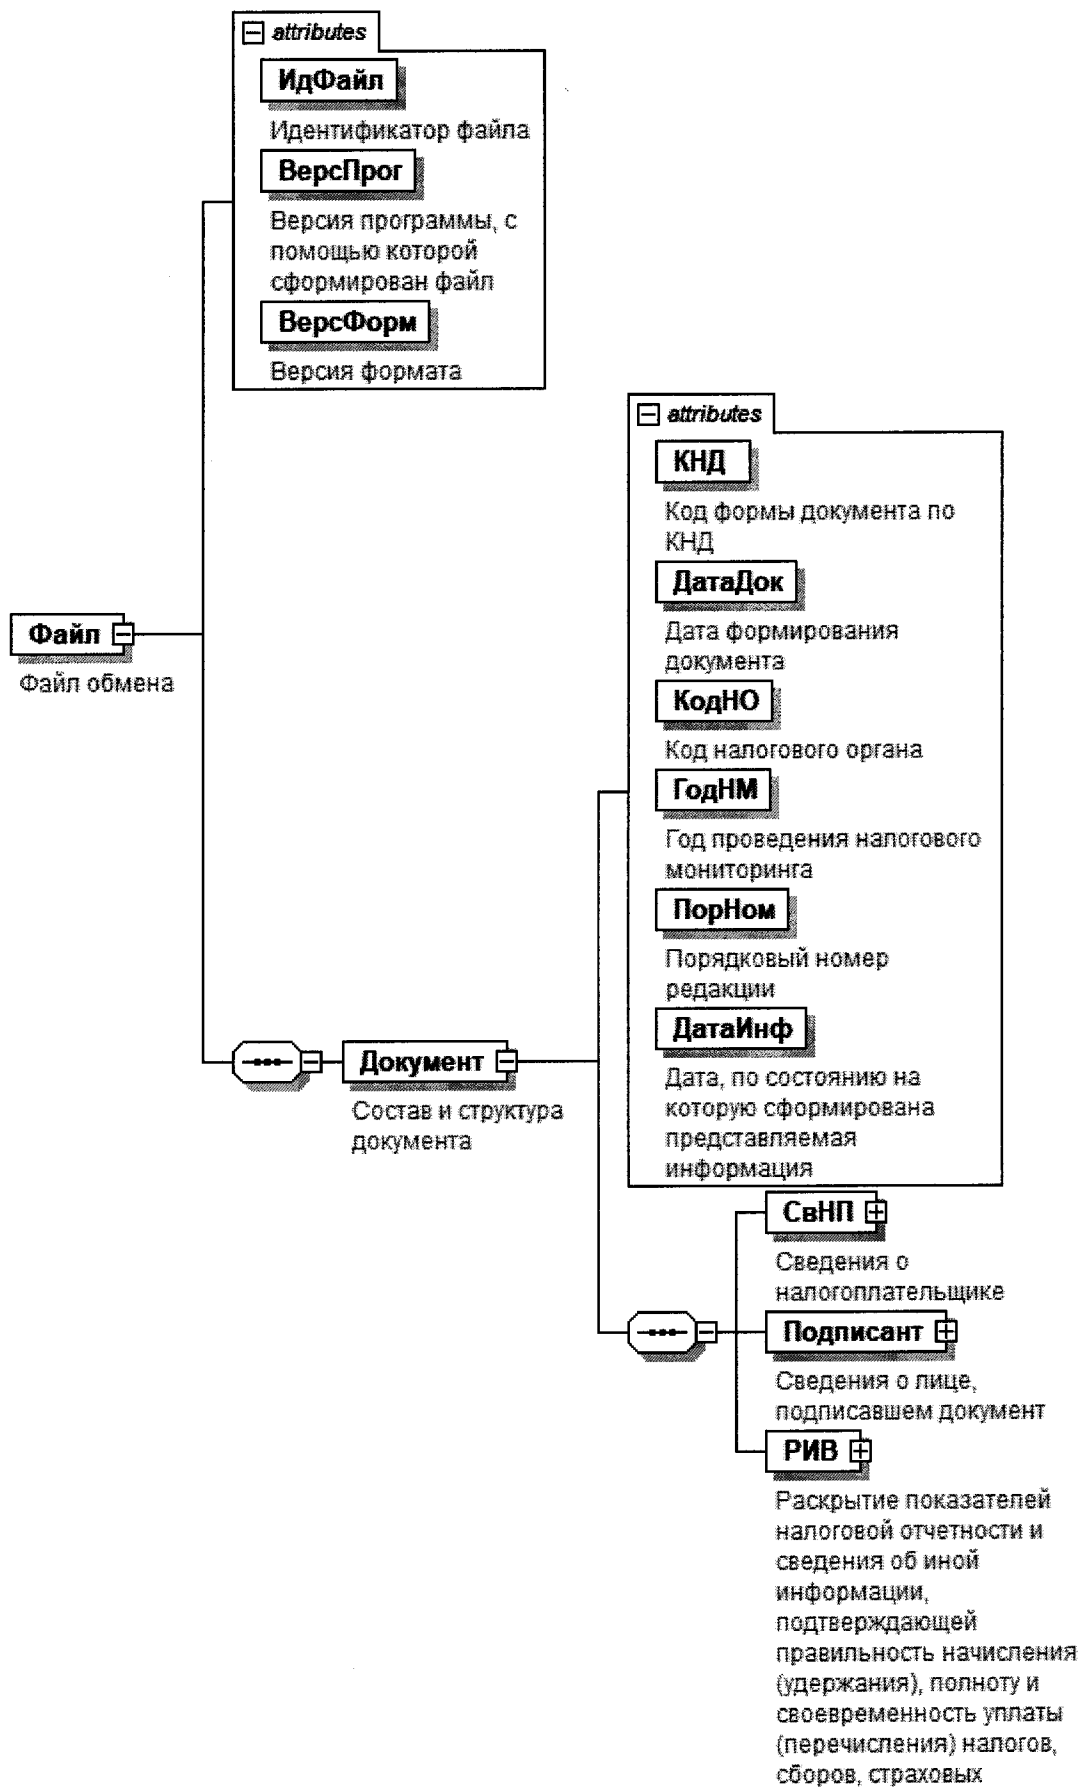 attributes
ИдФайл
Идентификатор файла
ВерсПрог
Версия программы, с
помощью которой
сформирован файл
ВерсФорм
Версия формата
Файл
Файл обмена
Документ
Состав и структура
документа
attributes
КНД
Код формы документа по
КНД
ДатаДок
Дата формирования
документа
КодНО
Код налогового органа
ГодНМ
Год проведения налогового
мониторинга
ПорНом
Порядковый номер
редакции
ДатаИнф
Дата, по состоянию на
которую сформирована
представляемая
информация
СвНП
Сведения о
налогоплательщике
Подписант
Сведения о лице,
подписавшем документ
РИВ
Раскрытие показателей
налоговой отчетности и
сведения об иной
информации,
подтверждающей
правильность начисления
(удержания), полноту и
своевременность уплаты
(перечисления) налогов,
сборов, страховых